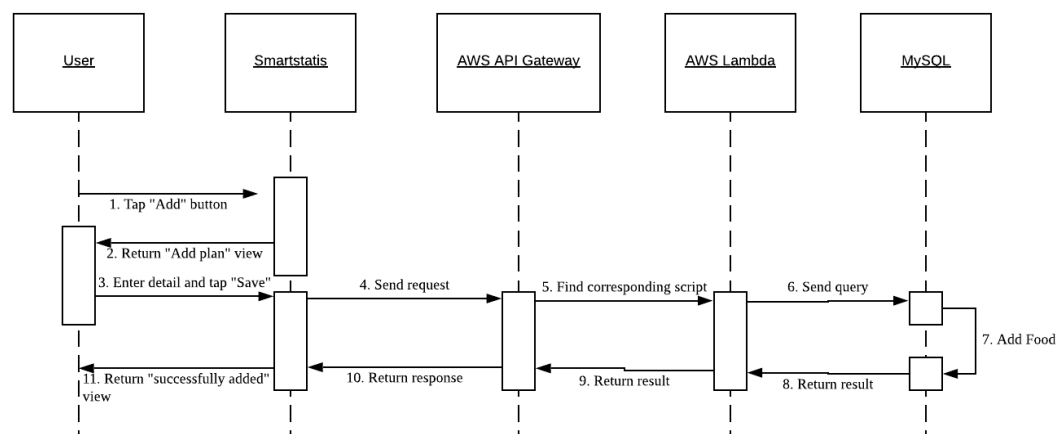 User
Smartstatis
AWS API Gateway
AWS Lambda
MySQL
1. Tap "Add" button
2. Return "Add plan" view
3. Enter detail and tap "Save"
4. Send request
5. Find corresponding script
6. Send query
7. Add Food
8. Return result
9. Return result
10. Return response
11. Return "successfully added"
view